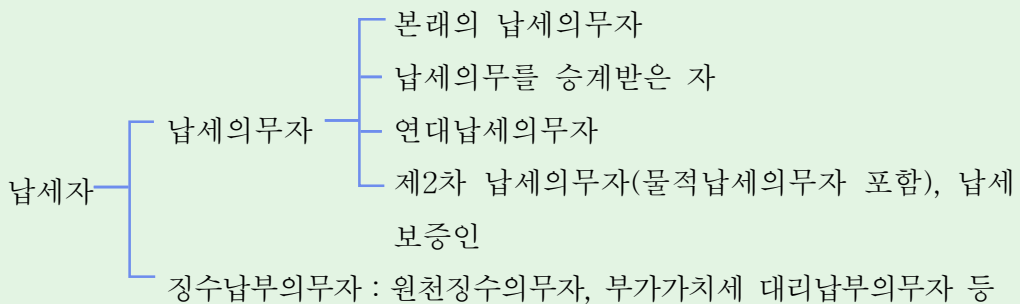 본래의 납세의무자
납세의무를 승계받은 자
납세의무자
연대납세의무자
납세자
제2차 납세의무자(물적납세의무자 포함), 납세
보증인
징수납부의무자 : 원천징수의무자, 부가가치세 대리납부의무자 등